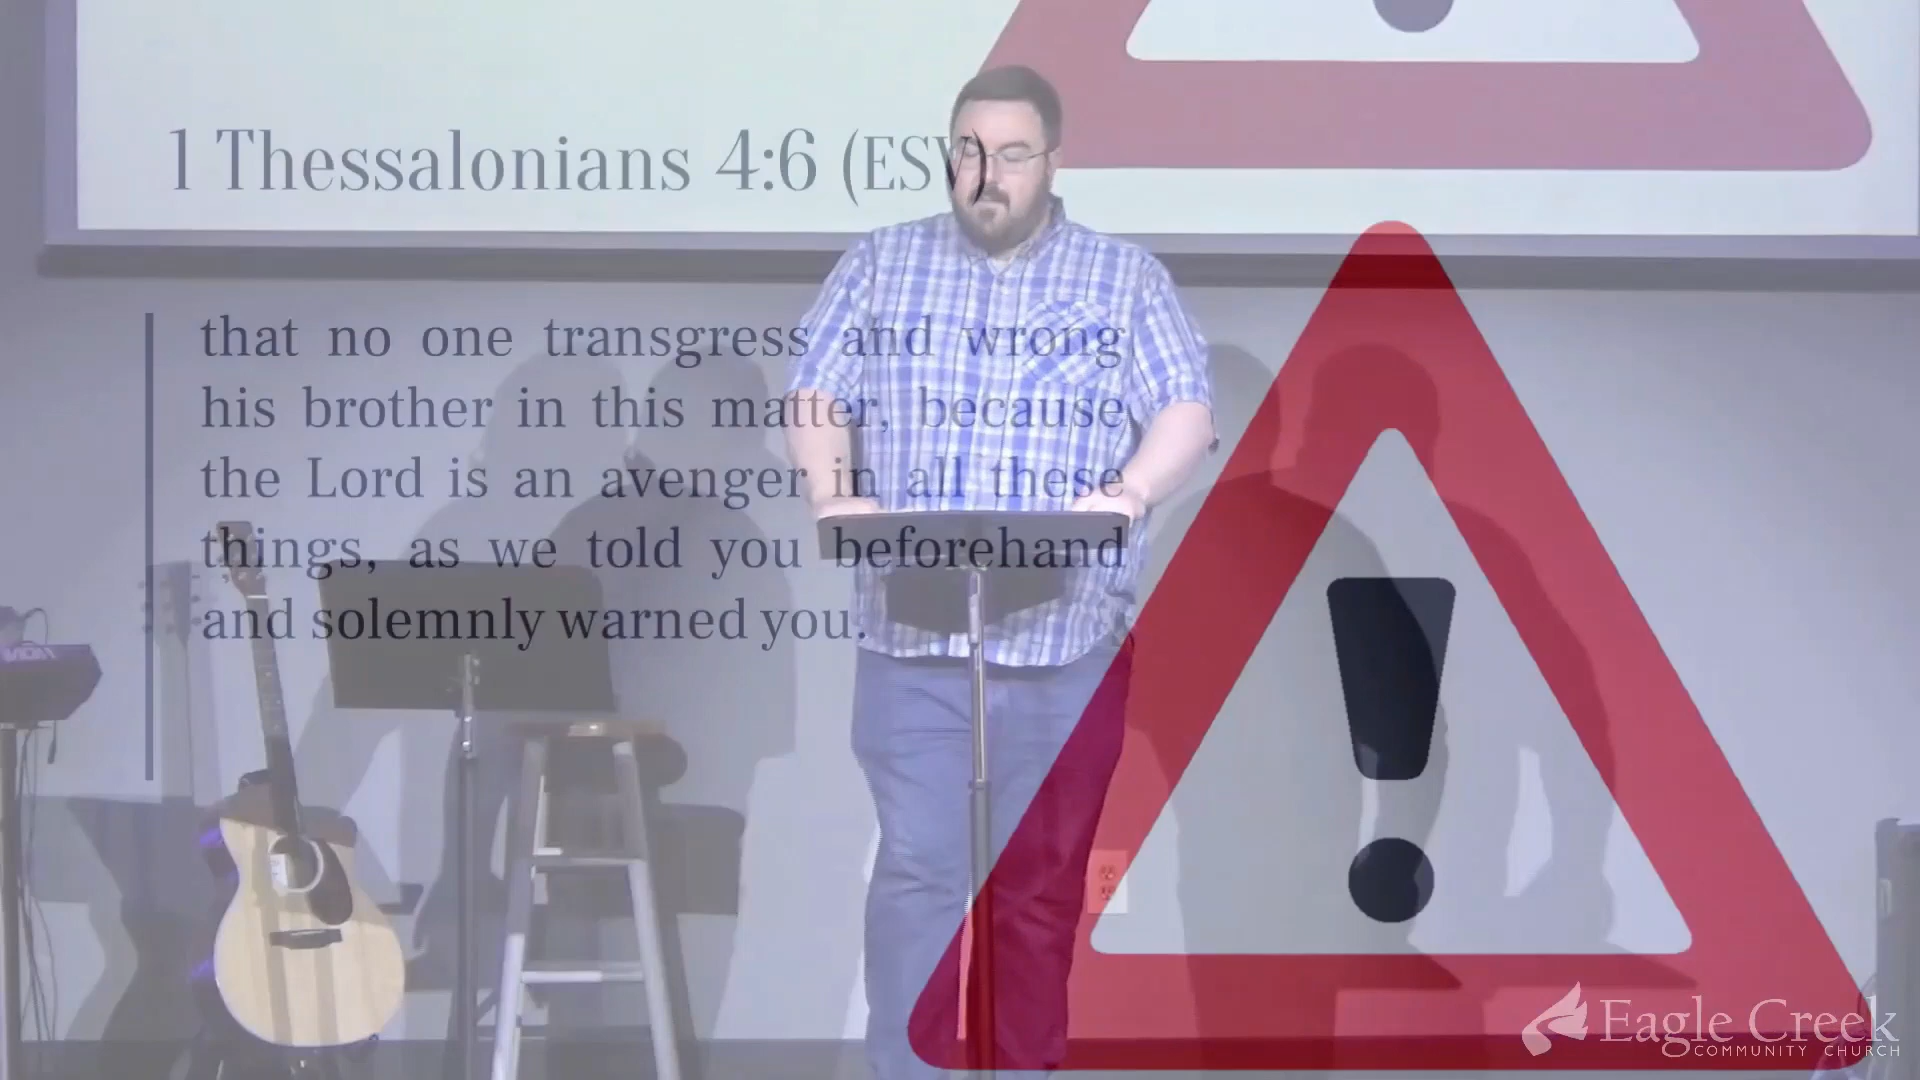 1 Thessalonians 4:6 (ESV)
that no one transgress and wrong
his brother in this matter, because
the Lord is an avenger in all these
things, as we told you beforehand
and solemnly warned you.
Eagle Creek
COMMUNITY CHURCH